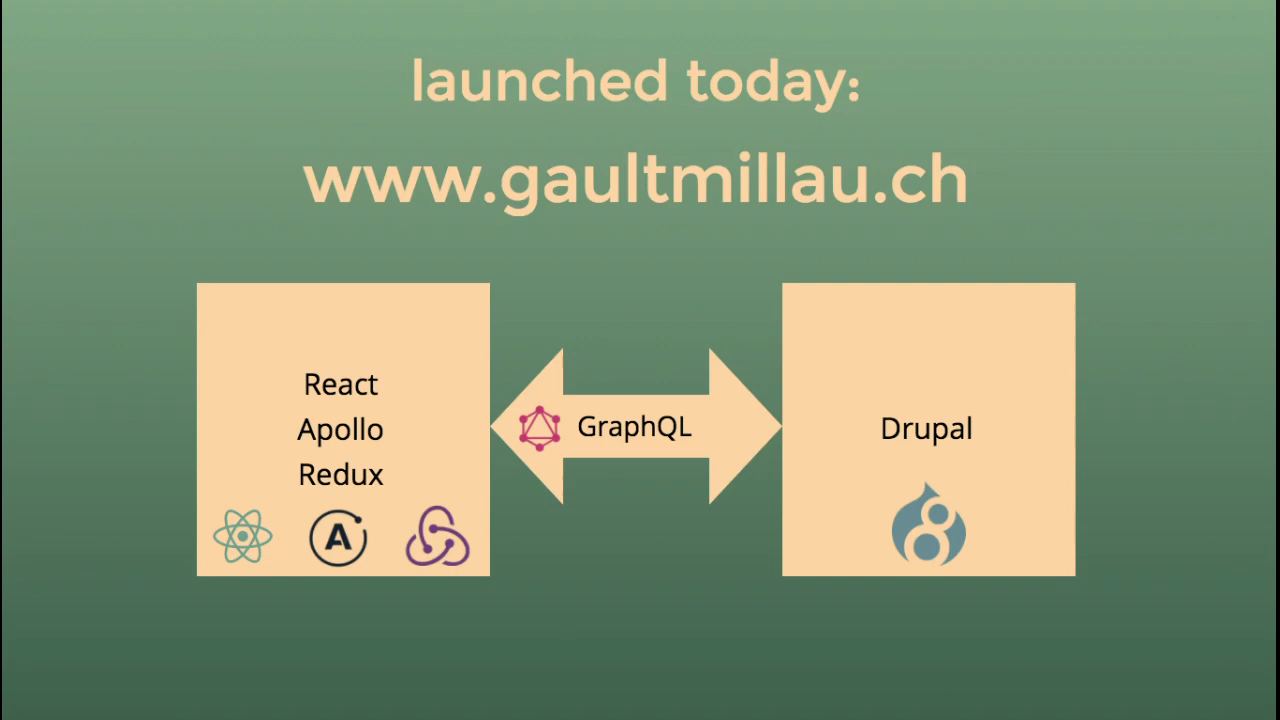 launched today:
www.gaultmillau.ch
React
Apollo
Redux
GraphQL
Drupal